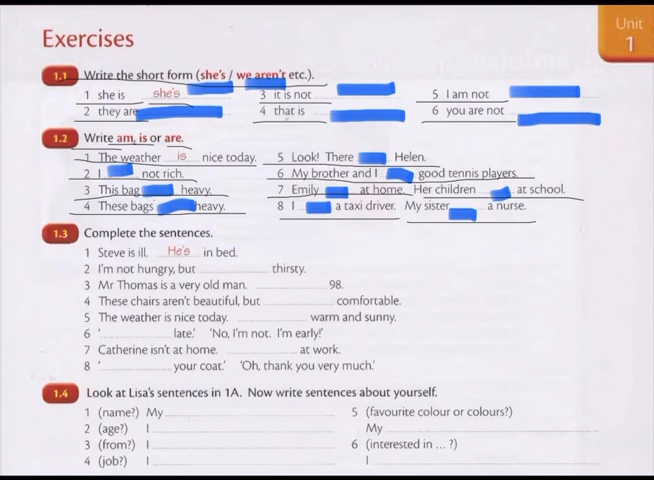 Exercises
Unit
1
1.1 Write the short form (she's / we aren't etc.).
1 she is she's 3 it is not 5 I am not
2 they are 4 that is 6 you are not
1.2 Write am, is or are.
1 The weather is nice today. 5 Look! There Helen.
2 I not rich. 6 My brother and I good tennis players.
3 This bag heavy. 7 Emily at home. Her children at school.
4 These bags heavy. 8 I a taxi driver. My sister a nurse.
1.3 Complete the sentences.
1 Steve is ill. He's in bed.
2 I'm not hungry, but thirsty.
3 Mr Thomas is a very old man. 98.
4 These chairs aren't beautiful, but comfortable.
5 The weather is nice today. warm and sunny.
6 ' late.' 'No, I'm not. I'm early!'
7 Catherine isn't at home. at work.
8 ' your coat.' 'Oh, thank you very much.'
1.4 Look at Lisa's sentences in 1A. Now write sentences about yourself.
1 (name?) My 5 (favourite colour or colours?)
2 (age?) I My
3 (from?) I 6 (interested in ... ?)
4 (job?) I I